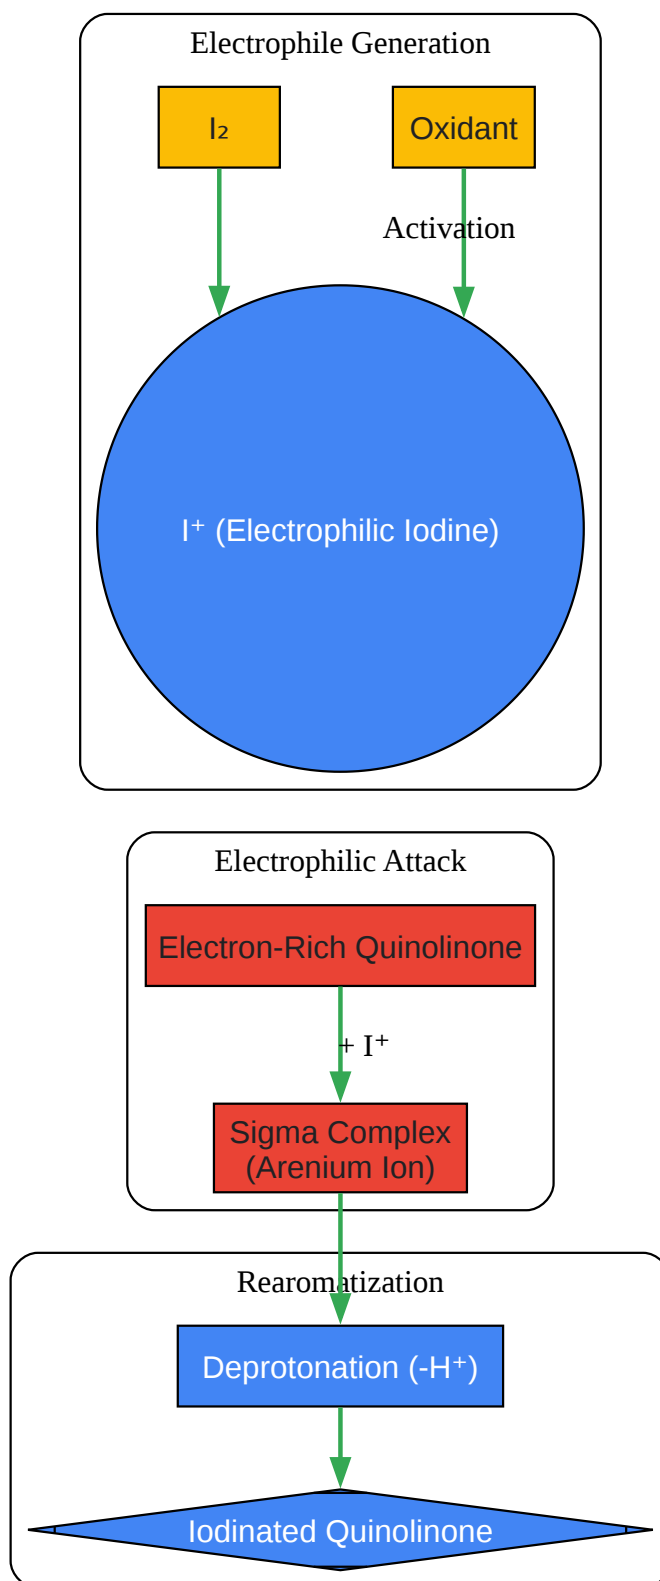 Electrophile Generation
I₂
Oxidant
Activation
I⁺ (Electrophilic Iodine)
Electrophilic Attack
Electron-Rich Quinolinone
+ I⁺
Sigma Complex
(Arenium Ion)
Rearomatization
Deprotonation (-H⁺)
Iodinated Quinolinone